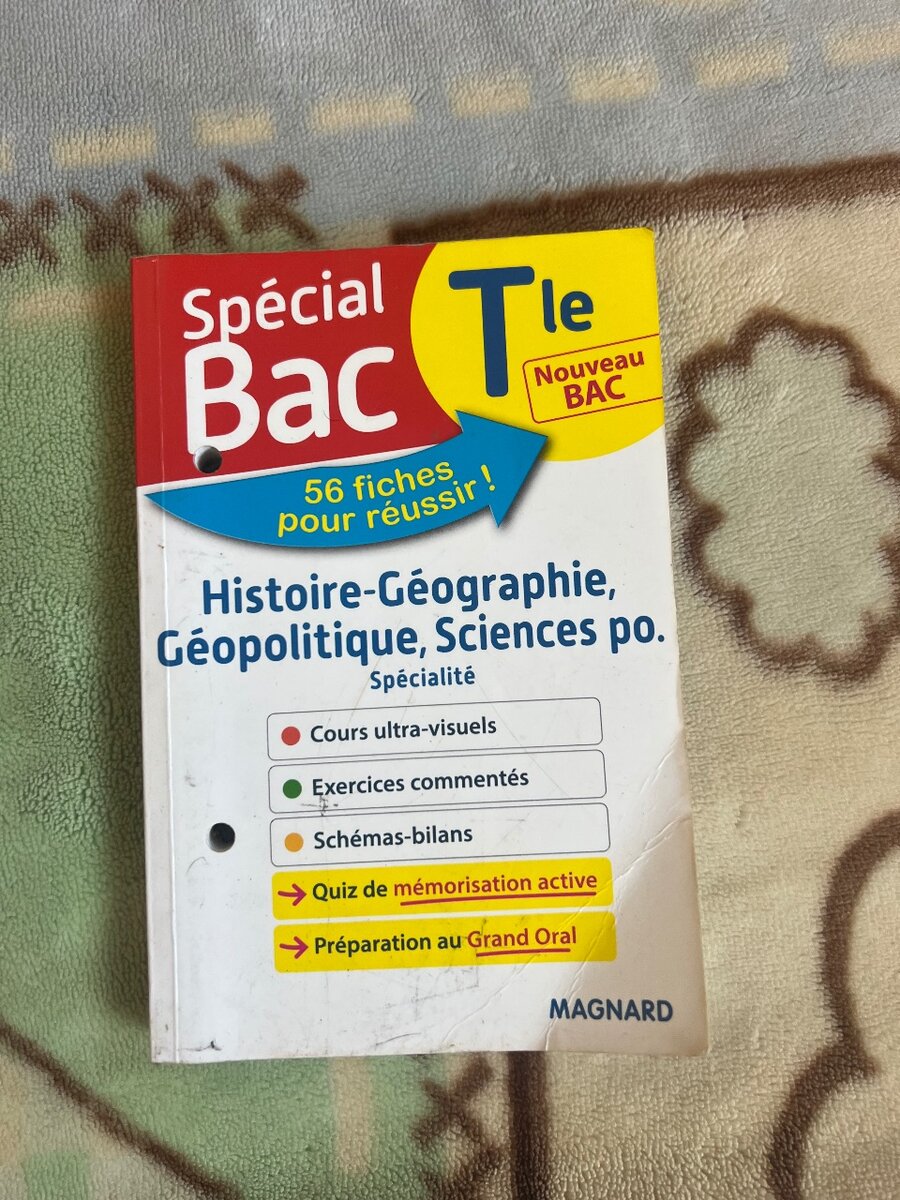 Spécial
Bac
Tle
Nouveau
BAC
56 fiches
pour réussir !
Histoire-Géographie,
Géopolitique, Sciences po.
Spécialité
Cours ultra-visuels
Exercices commentés
Schémas-bilans
Quiz de mémorisation active
Préparation au Grand Oral
MAGNARD